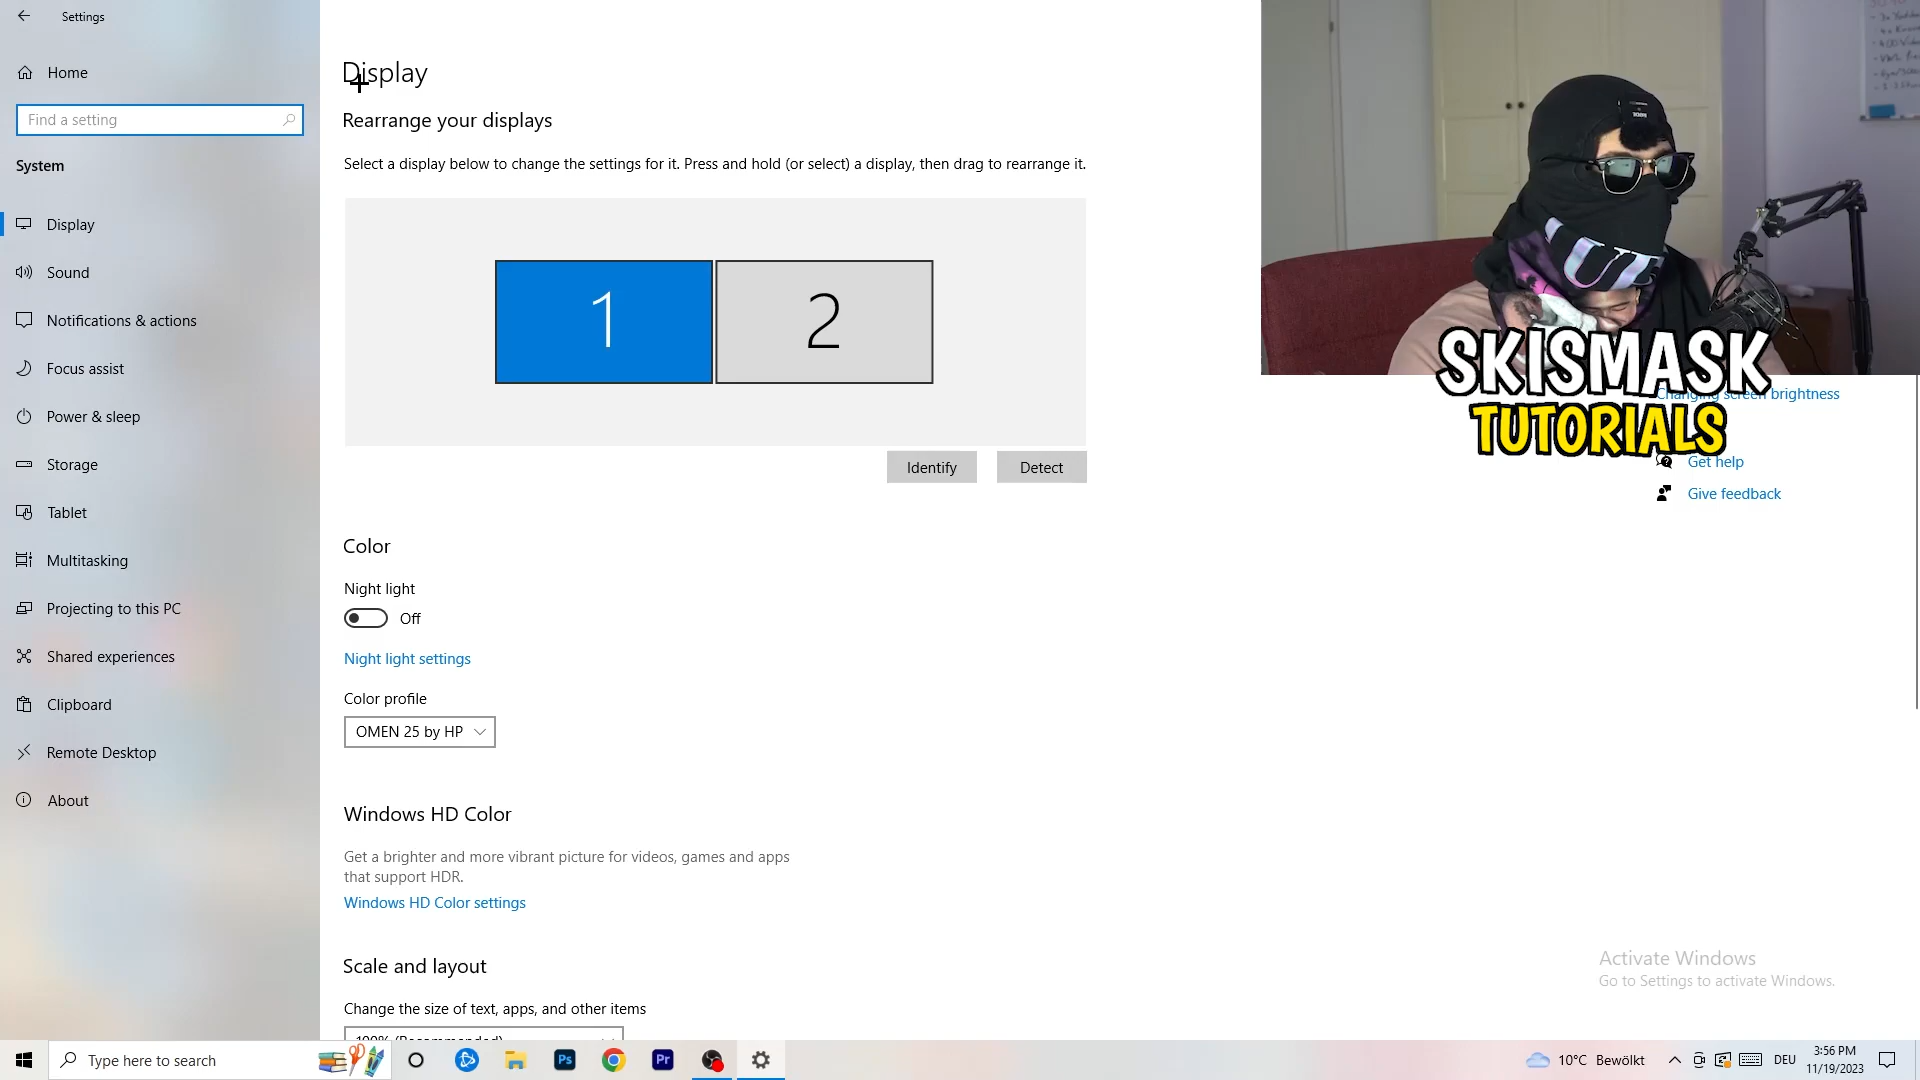 Settings
Home
Find a setting
System
Display
Sound
Notifications & actions
Focus assist
Power & sleep
Storage
Tablet
Multitasking
Projecting to this PC
Shared experiences
Clipboard
Remote Desktop
About
Display
Rearrange your displays
Select a display below to change the settings for it. Press and hold (or select) a display, then drag to rearrange it.
1
2
Identify
Detect
Color
Night light
Off
Night light settings
Color profile
OMEN 25 by HP
Windows HD Color
Get a brighter and more vibrant picture for videos, games and apps
that support HDR.
Windows HD Color settings
Scale and layout
Change the size of text, apps, and other items
100% (Recommended)
SKISMASK
TUTORIALS
Changing screen brightness
Get help
Give feedback
Activate Windows
Go to Settings to activate Windows.
Type here to search
Ps
Pr
10°C Bewölkt
DEU
3:56 PM
11/19/2023